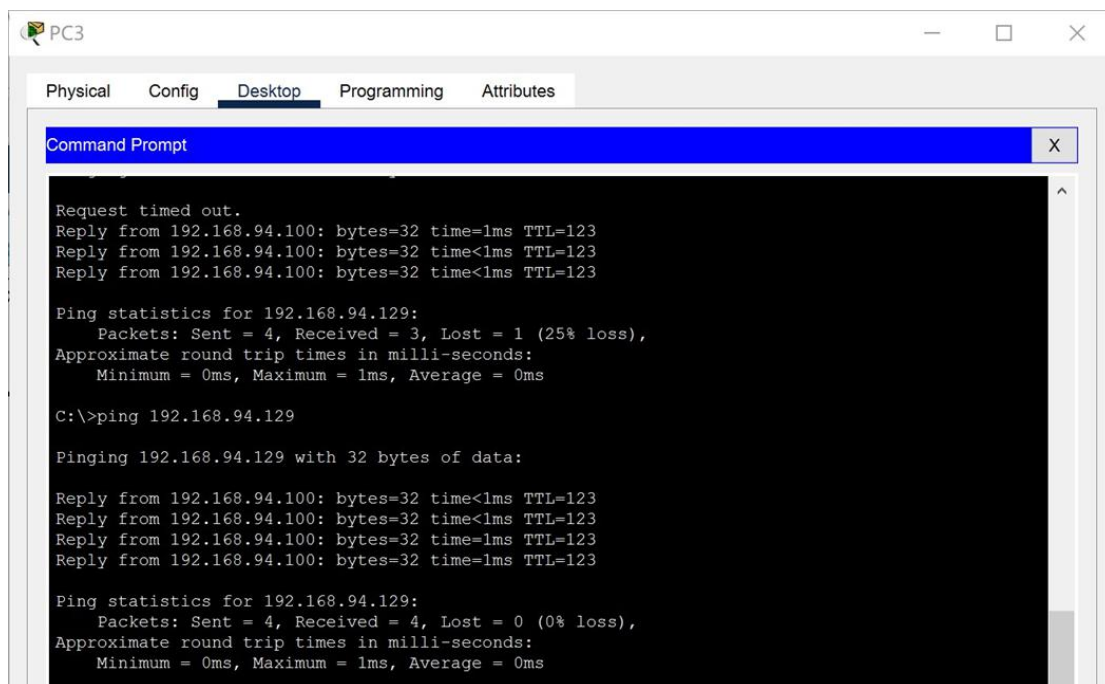 PC3
Physical Config Desktop Programming Attributes
Command Prompt
X
Request timed out.
Reply from 192.168.94.100: bytes=32 time=1ms TTL=123
Reply from 192.168.94.100: bytes=32 time<1ms TTL=123
Reply from 192.168.94.100: bytes=32 time<1ms TTL=123
Ping statistics for 192.168.94.129:
Packets: Sent = 4, Received = 3, Lost = 1 (25% loss),
Approximate round trip times in milli-seconds:
Minimum = 0ms, Maximum = 1ms, Average = 0ms
C:\>ping 192.168.94.129
Pinging 192.168.94.129 with 32 bytes of data:
Reply from 192.168.94.100: bytes=32 time<1ms TTL=123
Reply from 192.168.94.100: bytes=32 time<1ms TTL=123
Reply from 192.168.94.100: bytes=32 time=1ms TTL=123
Reply from 192.168.94.100: bytes=32 time=1ms TTL=123
Ping statistics for 192.168.94.129:
Packets: Sent = 4, Received = 4, Lost = 0 (0% loss),
Approximate round trip times in milli-seconds:
Minimum = 0ms, Maximum = 1ms, Average = 0ms